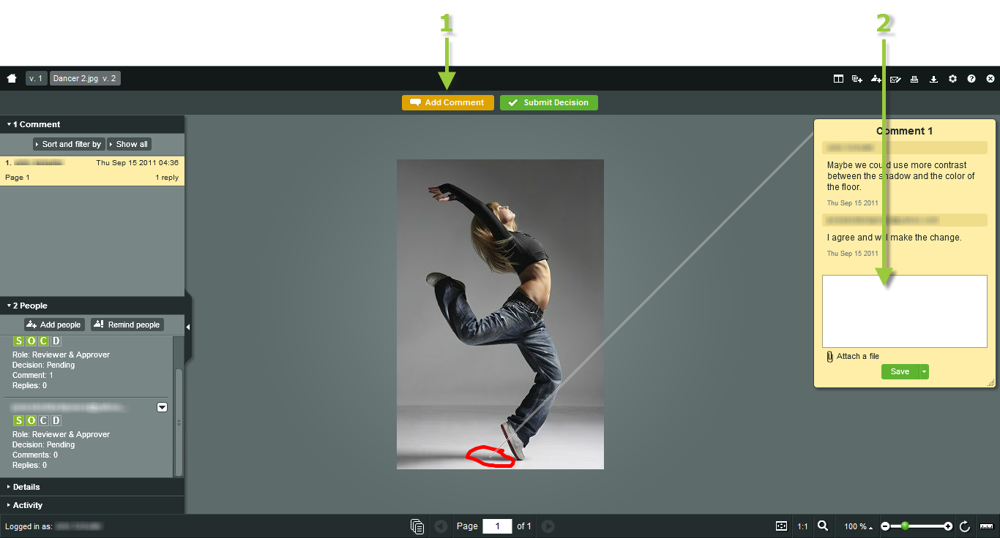 1
2
v. 1
Dancer 2.jpg v. 2
Add Comment
Submit Decision
1 Comment
Sort and filter by
Show all
1.
Thu Sep 15 2011 04:36
Page 1
1 reply
2 People
Add people
Remind people
S O C D
Role: Reviewer & Approver
Decision: Pending
Comment: 1
Replies: 0
S O C D
Role: Reviewer & Approver
Decision: Pending
Comments: 0
Replies: 0
Details
Activity
Comment 1
Maybe we could use more contrast
between the shadow and the color of
the floor.
Thu Sep 15 2011
I agree and will make the change.
Thu Sep 15 2011
Attach a file
Save
Logged in as:
Page 1 of 1
1:1
100 %